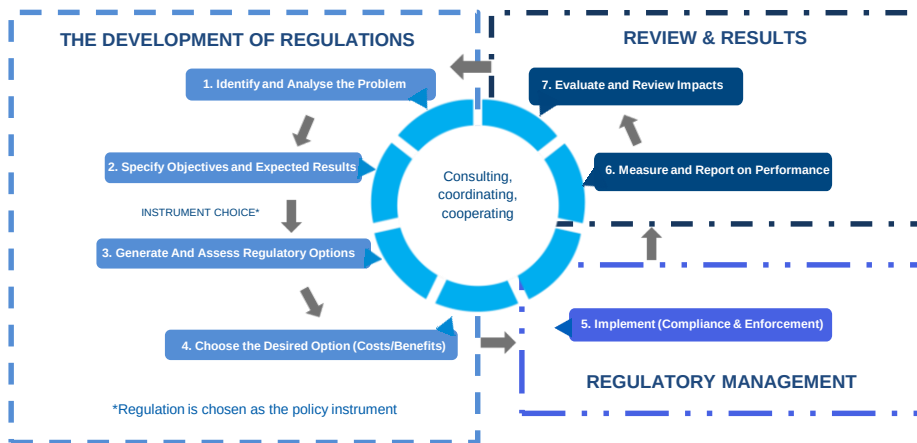 THE DEVELOPMENT OF REGULATIONS
1. Identify and Analyse the Problem
2. Specify Objectives and Expected Results
INSTRUMENT CHOICE*
3. Generate And Assess Regulatory Options
4. Choose the Desired Option (Costs/Benefits)
*Regulation is chosen as the policy instrument
Consulting,
coordinating,
cooperating
REVIEW & RESULTS
7. Evaluate and Review Impacts
6. Measure and Report on Performance
5. Implement (Compliance & Enforcement)
REGULATORY MANAGEMENT